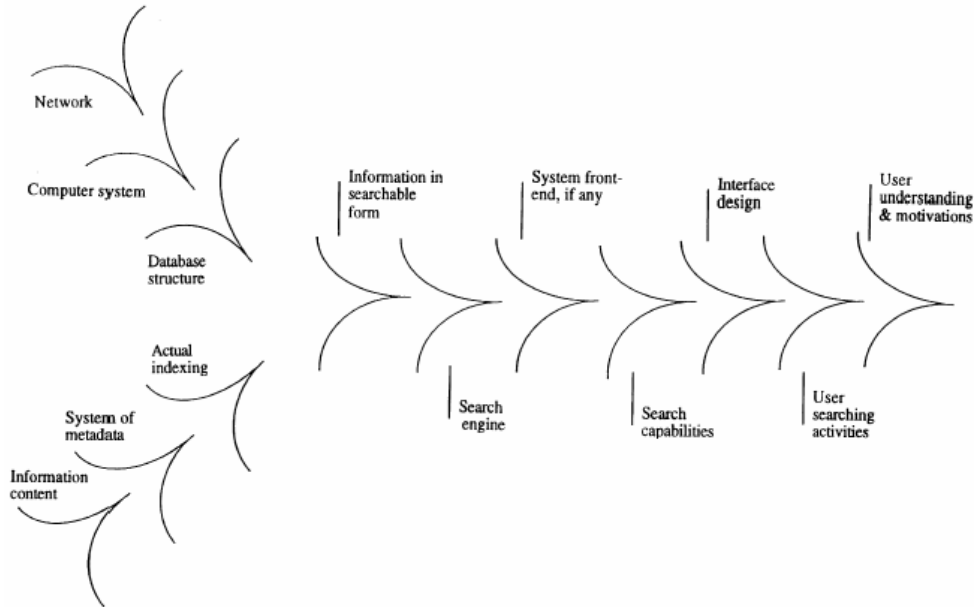 Network
Computer system
Database
structure
Actual
indexing
System of
metadata
Information
content
Information in
searchable
form
Search
engine
System front-
end, if any
Search
capabilities
Interface
design
User
searching
activities
User
understanding
& motivations